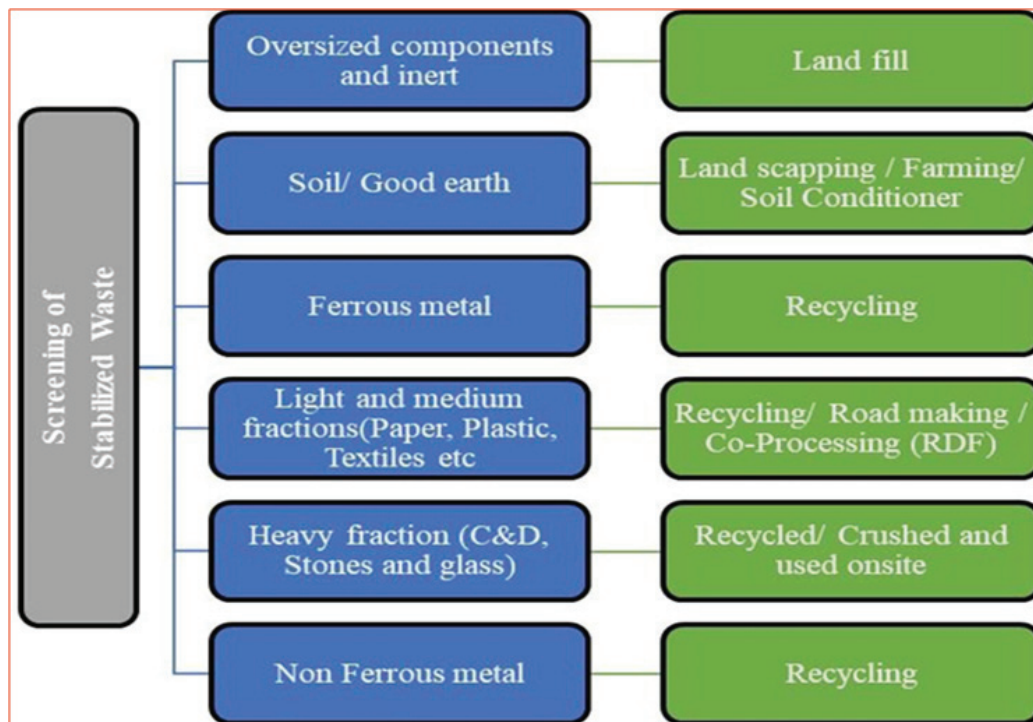 Screening of
Stabilized Waste
Oversized components
and inert
Land fill
Soil/ Good earth
Land scapping / Farming/
Soil Conditioner
Ferrous metal
Recycling
Light and medium
fractions(Paper, Plastic,
Textiles etc
Recycling/ Road making /
Co-Processing (RDF)
Heavy fraction (C&D,
Stones and glass)
Recycled/ Crushed and
used onsite
Non Ferrous metal
Recycling